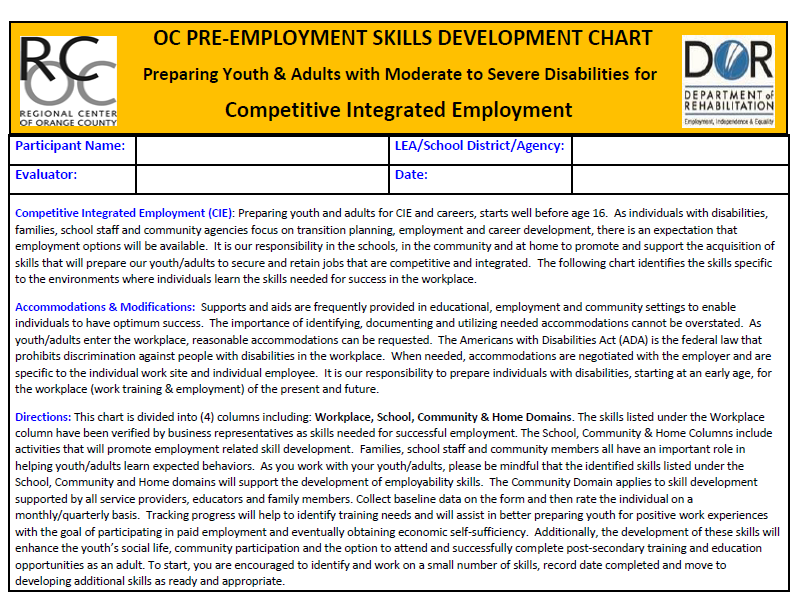 OC PRE-EMPLOYMENT SKILLS DEVELOPMENT CHART
Preparing Youth & Adults with Moderate to Severe Disabilities for
Competitive Integrated Employment
RC
OC
REGIONAL CENTER
OF ORANGE COUNTY
DOR
DEPARTMENT of
REHABILITATION
Employment, Independence & Equality
Participant Name:
LEA/School District/Agency:
Evaluator:
Date:
Competitive Integrated Employment (CIE): Preparing youth and adults for CIE and careers, starts well before age 16. As individuals with disabilities,
families, school staff and community agencies focus on transition planning, employment and career development, there is an expectation that
employment options will be available. It is our responsibility in the schools, in the community and at home to promote and support the acquisition of
skills that will prepare our youth/adults to secure and retain jobs that are competitive and integrated. The following chart identifies the skills specific
to the environments where individuals learn the skills needed for success in the workplace.
Accommodations & Modifications: Supports and aids are frequently provided in educational, employment and community settings to enable
individuals to have optimum success. The importance of identifying, documenting and utilizing needed accommodations cannot be overstated. As
youth/adults enter the workplace, reasonable accommodations can be requested. The Americans with Disabilities Act (ADA) is the federal law that
prohibits discrimination against people with disabilities in the workplace. When needed, accommodations are negotiated with the employer and are
specific to the individual work site and individual employee. It is our responsibility to prepare individuals with disabilities, starting at an early age, for
the workplace (work training & employment) of the present and future.
Directions: This chart is divided into (4) columns including: Workplace, School, Community & Home Domains. The skills listed under the Workplace
column have been verified by business representatives as skills needed for successful employment. The School, Community & Home Columns include
activities that will promote employment related skill development. Families, school staff and community members all have an important role in
helping youth/adults learn expected behaviors. As you work with your youth/adults, please be mindful that the identified skills listed under the
School, Community and Home domains will support the development of employability skills. The Community Domain applies to skill development
supported by all service providers, educators and family members. Collect baseline data on the form and then rate the individual on a
monthly/quarterly basis. Tracking progress will help to identify training needs and will assist in better preparing youth for positive work experiences
with the goal of participating in paid employment and eventually obtaining economic self-sufficiency. Additionally, the development of these skills will
enhance the youth's social life, community participation and the option to attend and successfully complete post-secondary training and education
opportunities as an adult. To start, you are encouraged to identify and work on a small number of skills, record date completed and move to
developing additional skills as ready and appropriate.